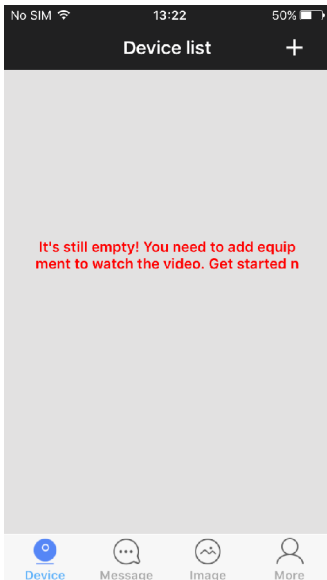 No SIM 13:22 50%
Device list +
It's still empty! You need to add equip
ment to watch the video. Get started n
Device Message Image More